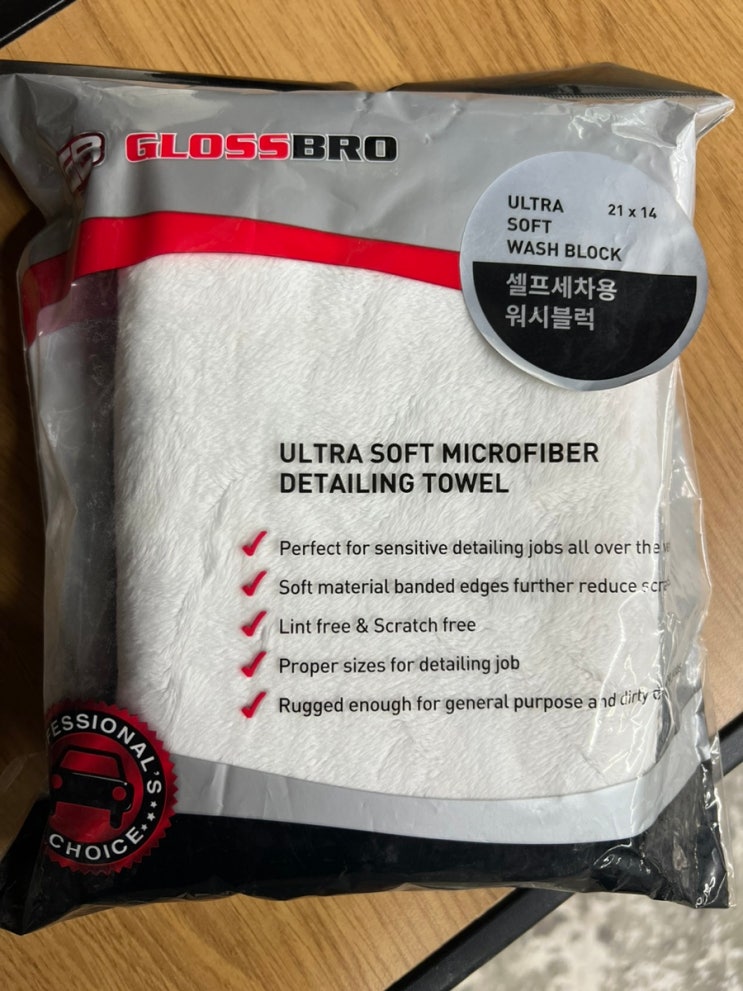 GLOSSBRO
ULTRA 21 x 14
SOFT
WASH BLOCK
셀프세차용
워시블럭
ULTRA SOFT MICROFIBER
DETAILING TOWEL
Perfect for sensitive detailing jobs all over the
Soft material banded edges further reduce
Lint free & Scratch free
Proper sizes for detailing job
Rugged enough for general purpose and dirty
CHOICE